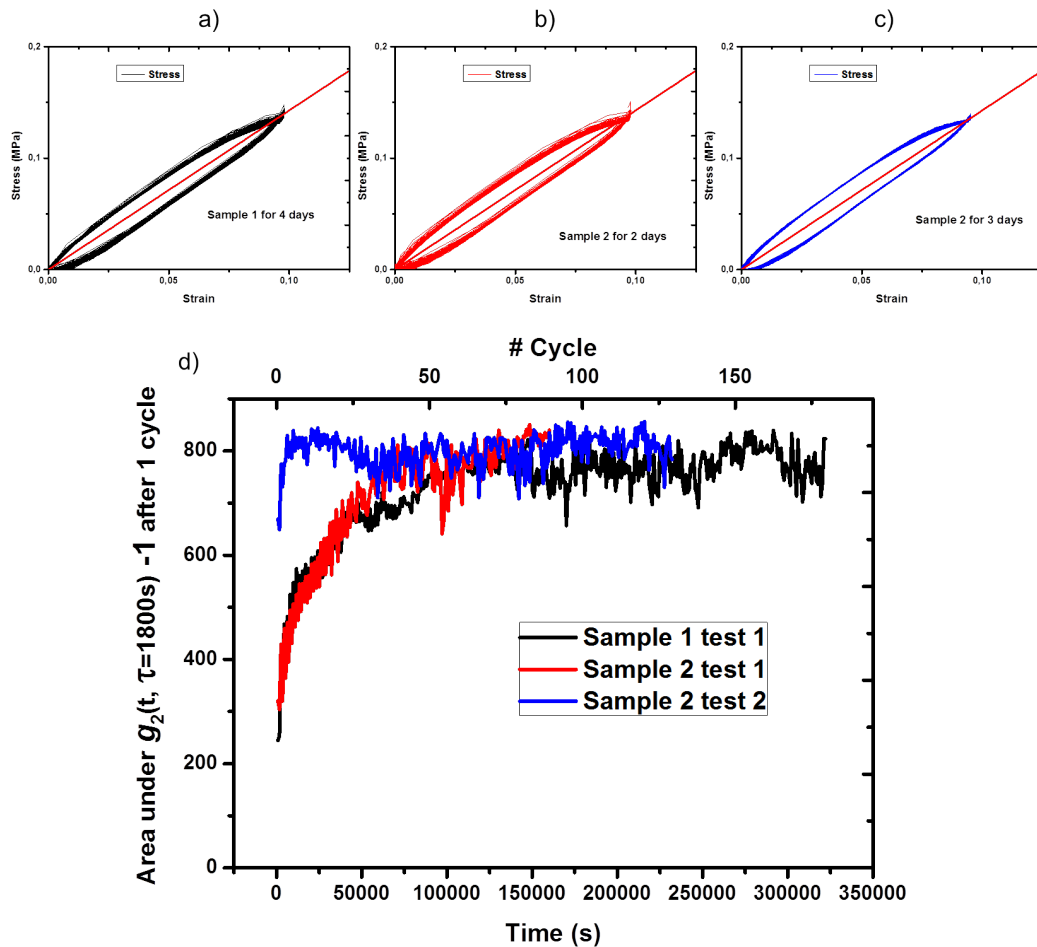 a)
0,2
0,1
0,0
0,00
0,05
0,10
Stress (MPa)
Strain
Stress
Sample 1 for 4 days
b)
0,2
0,1
0,0
0,00
0,05
0,10
Stress (MPa)
Strain
Stress
Sample 2 for 2 days
c)
0,2
0,1
0,0
0,00
0,05
0,10
Stress (MPa)
Strain
Stress
Sample 2 for 3 days
d)
# Cycle
0
50
100
150
Area under g₂(t, τ=1800s) -1 after 1 cycle
800
600
400
200
0
Sample 1 test 1
Sample 2 test 1
Sample 2 test 2
0
50000
100000
150000
200000
250000
300000
350000
Time (s)